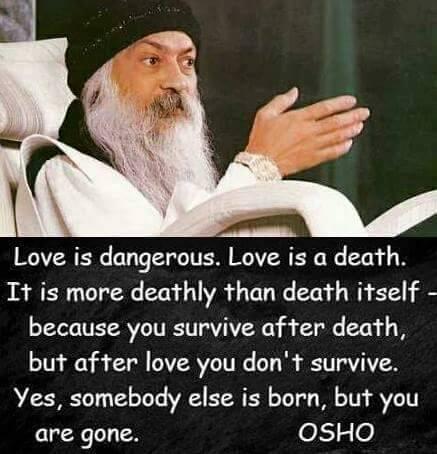 Love is dangerous. Love is a death.
It is more deathly than death itself -
because you survive after death,
but after love you don't survive.
Yes, somebody else is born, but you
are gone. OSHO